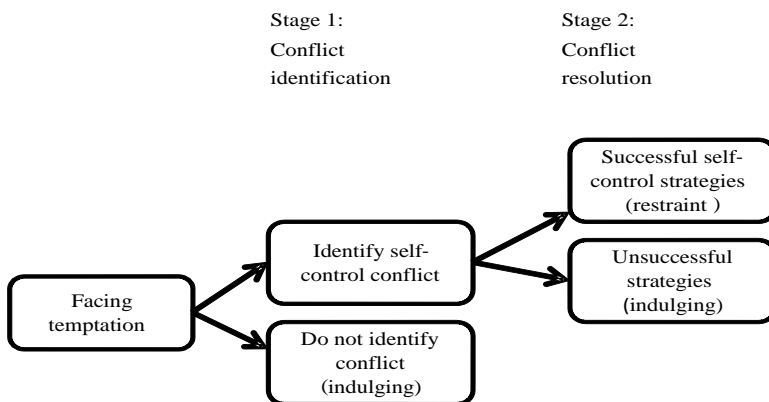 Stage 1:
Conflict
identification
Stage 2:
Conflict
resolution
Successful self-
control strategies
(restraint )
Identify self-
control conflict
Unsuccessful
strategies
(indulging)
Facing
temptation
Do not identify
conflict
(indulging)